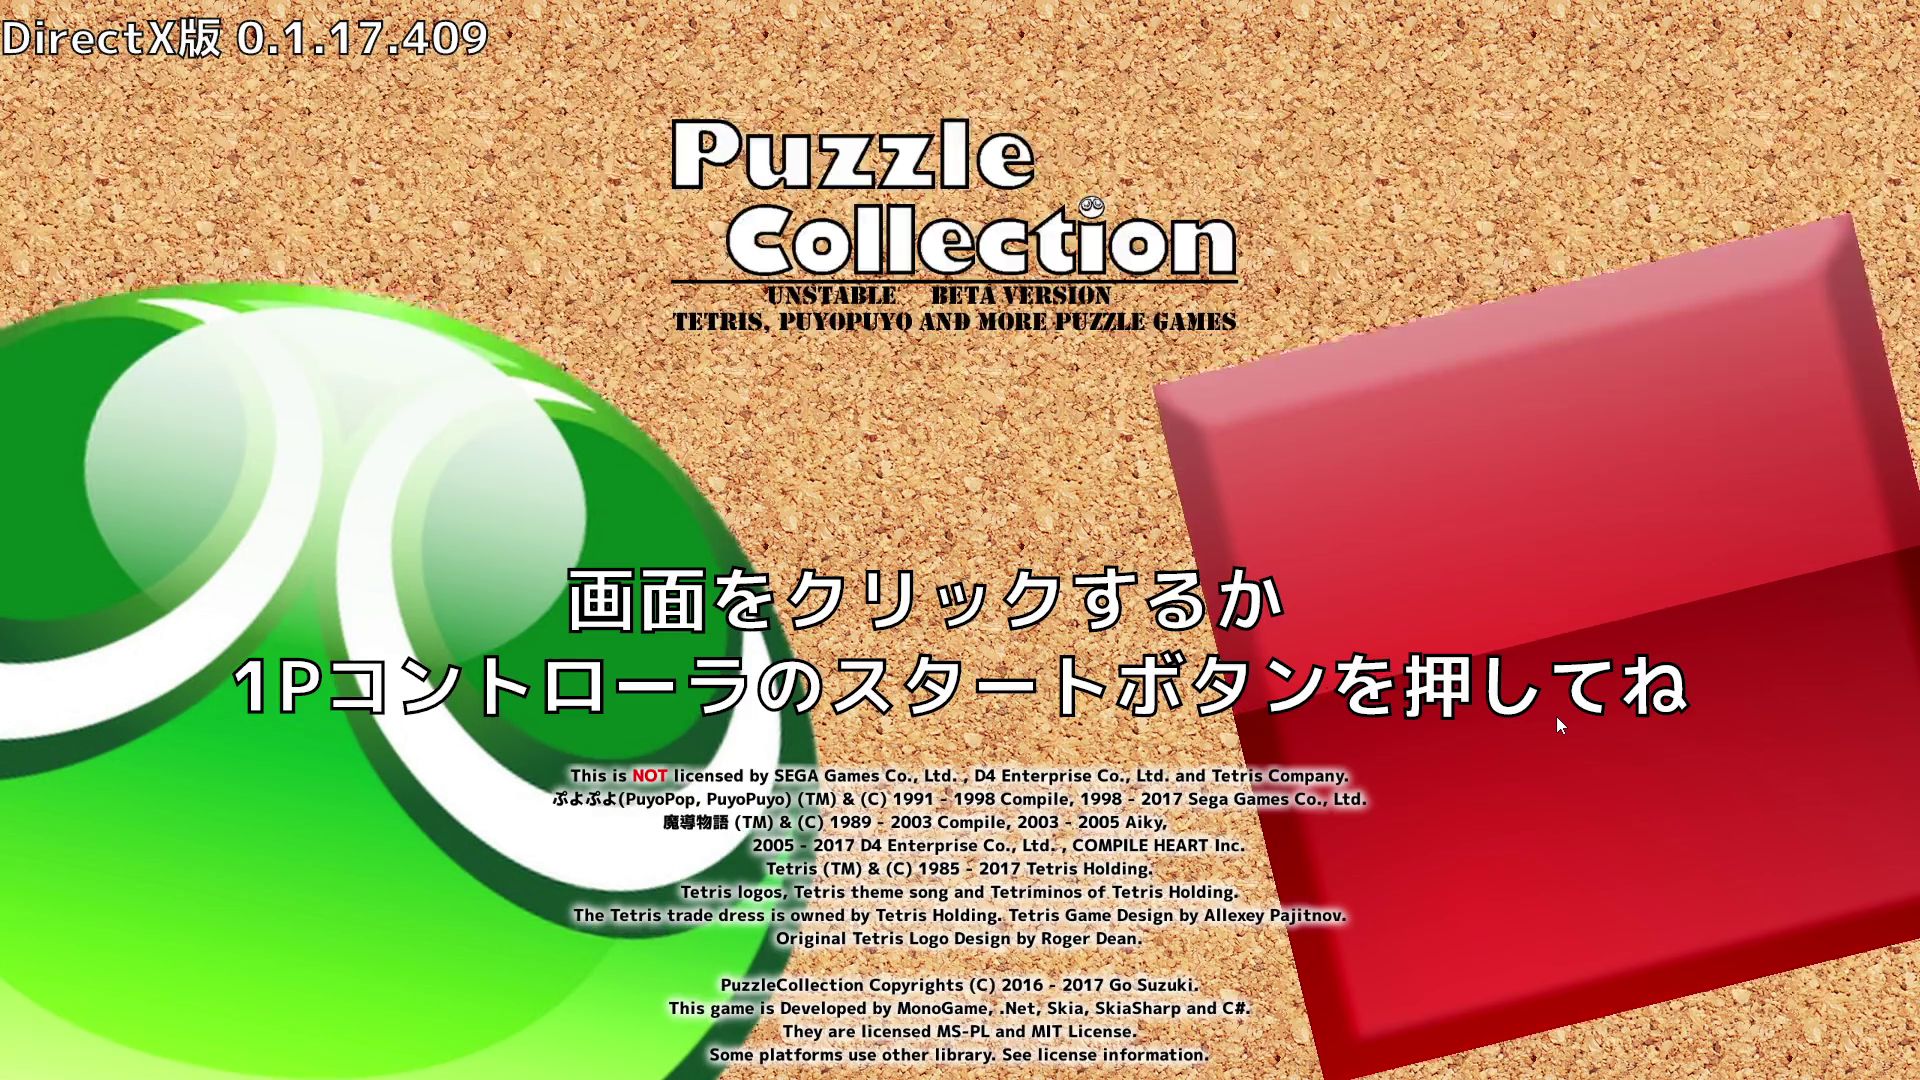 DirectX版 0.1.17.409
Puzzle
Collection
UNSTABLE BETA VERSION
TETRIS, PUYOPUYO AND MORE PUZZLE GAMES
画面をクリックするか
1Pコントローラのスタートボタンを押してね
This is NOT licensed by SEGA Games Co., Ltd. , D4 Enterprise Co., Ltd. and Tetris Company.
ぷよぷよ(PuyoPop, PuyoPuyo) (TM) & (C) 1991 - 1998 Compile, 1998 - 2017 Sega Games Co., Ltd.
魔導物語 (TM) & (C) 1989 - 2003 Compile, 2003 - 2005 Aiky,
2005 - 2017 D4 Enterprise Co., Ltd. , COMPILE HEART Inc.
Tetris (TM) & (C) 1985 - 2017 Tetris Holding.
Tetris logos, Tetris theme song and Tetriminos of Tetris Holding.
The Tetris trade dress is owned by Tetris Holding. Tetris Game Design by Allexey Pajitnov.
Original Tetris Logo Design by Roger Dean.
PuzzleCollection Copyrights (C) 2016 - 2017 Go Suzuki.
This game is Developed by MonoGame, .Net, Skia, SkiaSharp and C#.
They are licensed MS-PL and MIT License.
Some platforms use other library. See license information.